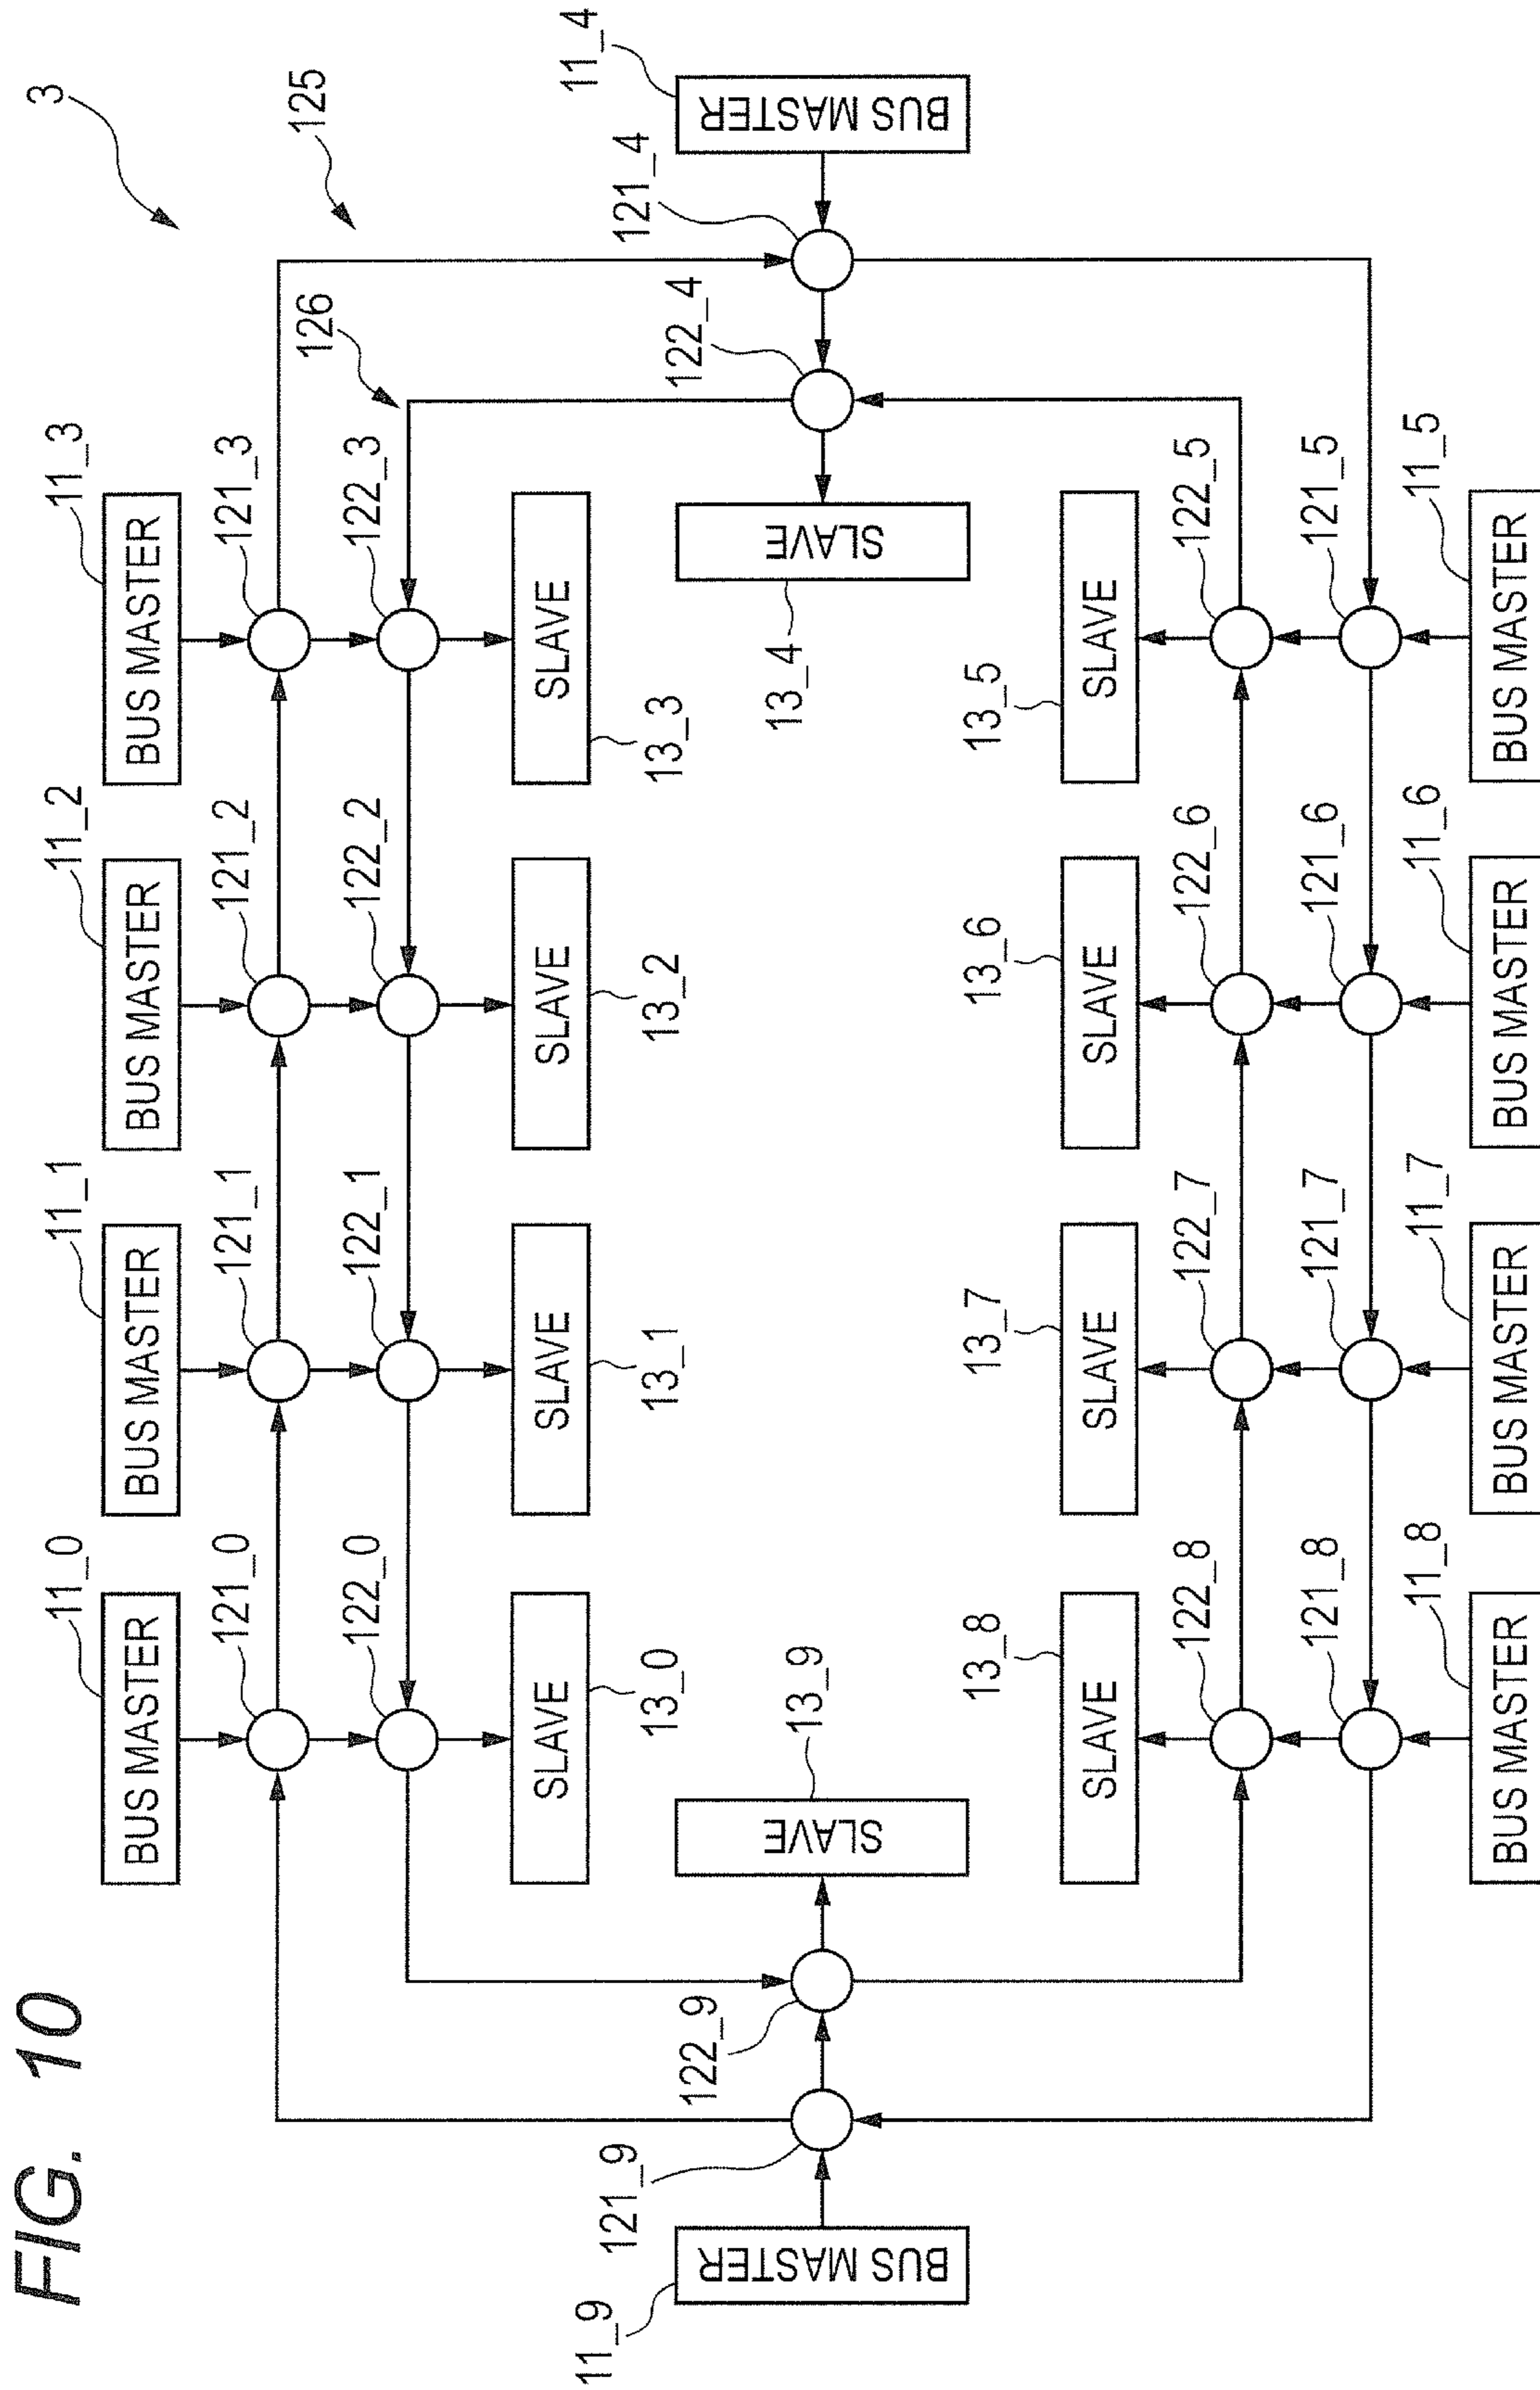 FIG. 10
3
125
126
11_0
11_1
11_2
11_3
BUS MASTER
BUS MASTER
BUS MASTER
BUS MASTER
121_0
121_1
121_2
121_3
122_0
122_1
122_2
122_3
SLAVE
SLAVE
SLAVE
SLAVE
13_0
13_1
13_2
13_3
11_9
BUS MASTER
121_9
122_9
SLAVE
13_9
13_4
SLAVE
122_4
121_4
BUS MASTER
11_4
13_8
13_7
13_6
13_5
SLAVE
SLAVE
SLAVE
SLAVE
122_8
122_7
122_6
122_5
121_8
121_7
121_6
121_5
11_8
11_7
11_6
11_5
BUS MASTER
BUS MASTER
BUS MASTER
BUS MASTER